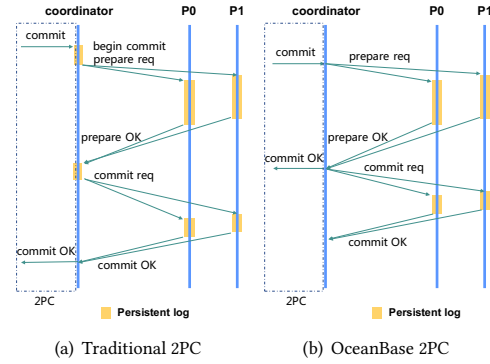 coordinator P0 P1
commit
begin commit
prepare req
prepare OK
commit req
commit OK
commit OK
2PC
Persistent log
(a) Traditional 2PC
coordinator P0 P1
commit
prepare req
prepare OK
commit OK
commit req
commit OK
2PC
Persistent log
(b) OceanBase 2PC